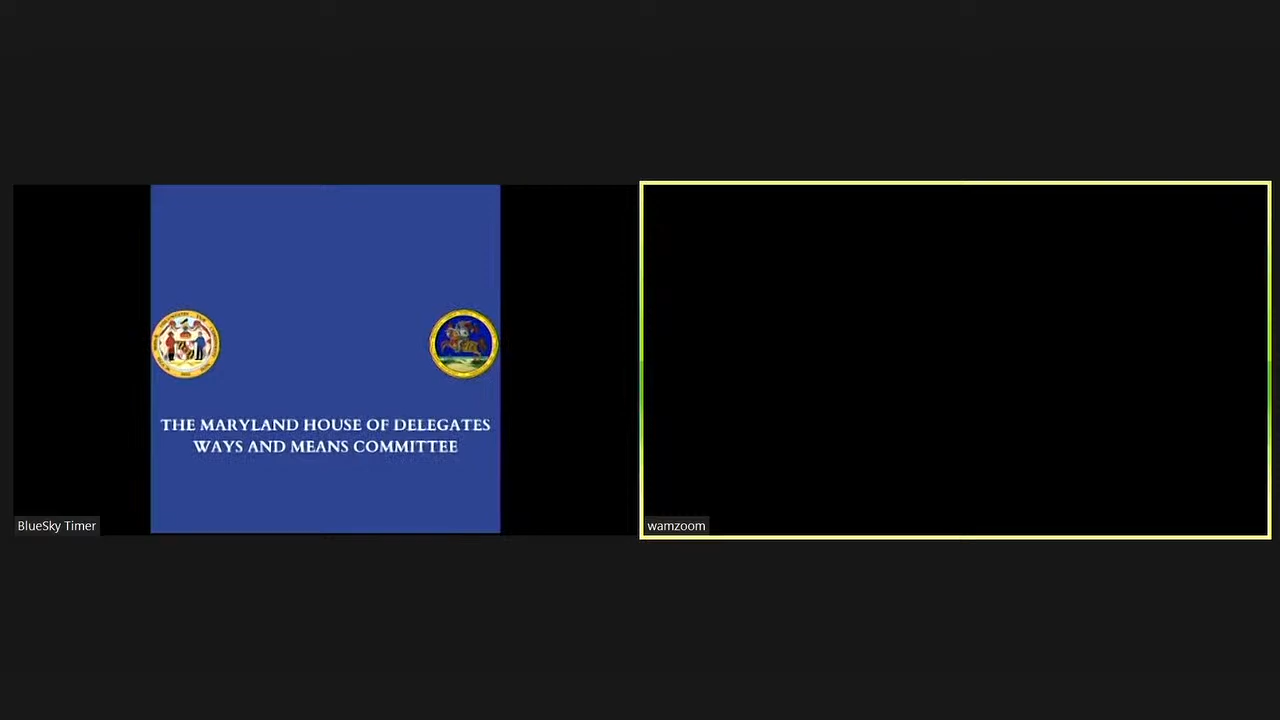 THE MARYLAND HOUSE OF DELEGATES
WAYS AND MEANS COMMITTEE
BlueSky Timer
wamzoom